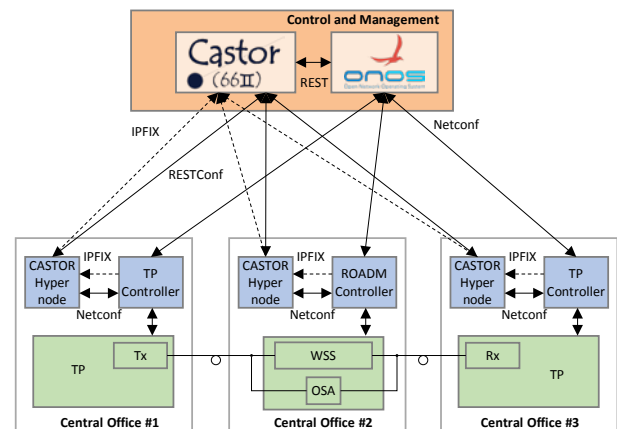 Control and Management
Castor
(66II)
REST
ONOS
Open Network Operating System
IPFIX
RESTConf
Netconf
CASTOR
Hyper
node
IPFIX
Netconf
TP
Controller
CASTOR
Hyper
node
IPFIX
Netconf
ROADM
Controller
CASTOR
Hyper
node
IPFIX
Netconf
TP
Controller
TP
Tx
WSS
OSA
Rx
TP
Central Office #1
Central Office #2
Central Office #3